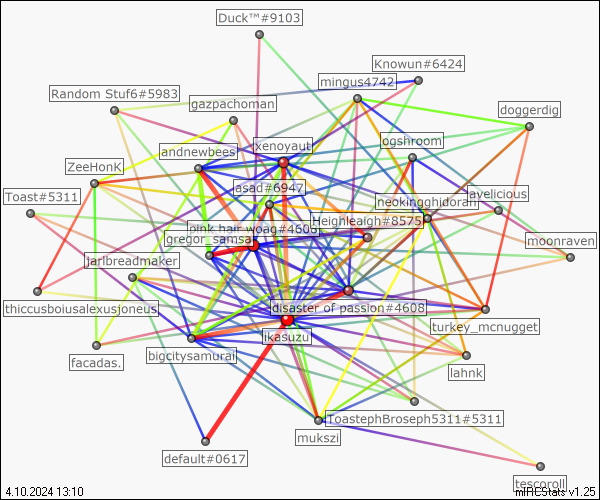 Duck™#9103
Knowun#6424
mingus4742
Random Stuf6#5983
gazpachoman
doggerdig
ogshroom
andnewbees
xenoyaut
ZeeHonK
asad#6947
Toast#5311
ayelicious
neokingghidorah
Heighleigh#8575
pink hair woag#4606
gregor_samsa
moonraven
jarlbreadmaker
thiccusboiusalexusjoneus
disaster of passion#4608
turkey_mcnugget
ikasuzu
bigcitysamurai
facadas.
lahnk
ToastephBroseph5311#5311
mukszi
default#0617
tescoroll
4.10.2024 13:10
mIRCStats v1.25